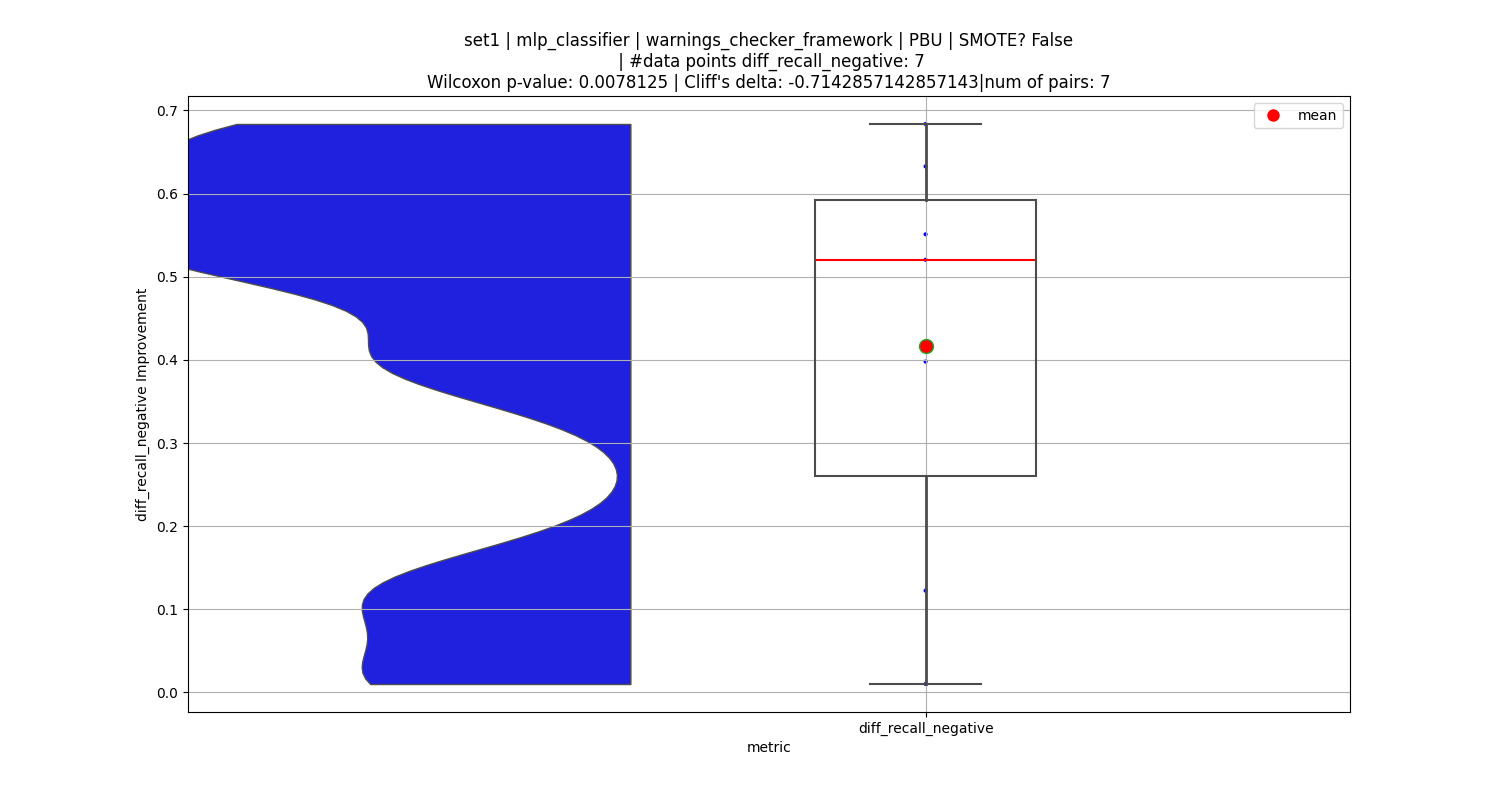 set1 | mlp_classifier | warnings_checker_framework | PBU | SMOTE? False
| #data points diff_recall_negative: 7
Wilcoxon p-value: 0.0078125 | Cliff's delta: -0.7142857142857143|num of pairs: 7
mean
0.7
0.6
0.5
0.4
0.3
0.2
0.1
0.0
diff_recall_negative Improvement
diff_recall_negative
metric